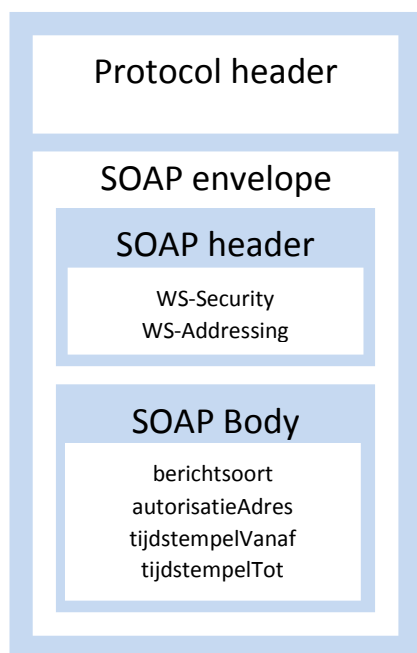 Protocol header
SOAP envelope
SOAP header
WS-Security
WS-Addressing
SOAP Body
berichtsoort
autorisatieAdres
tijdstempelVanaf
tijdstempelTot